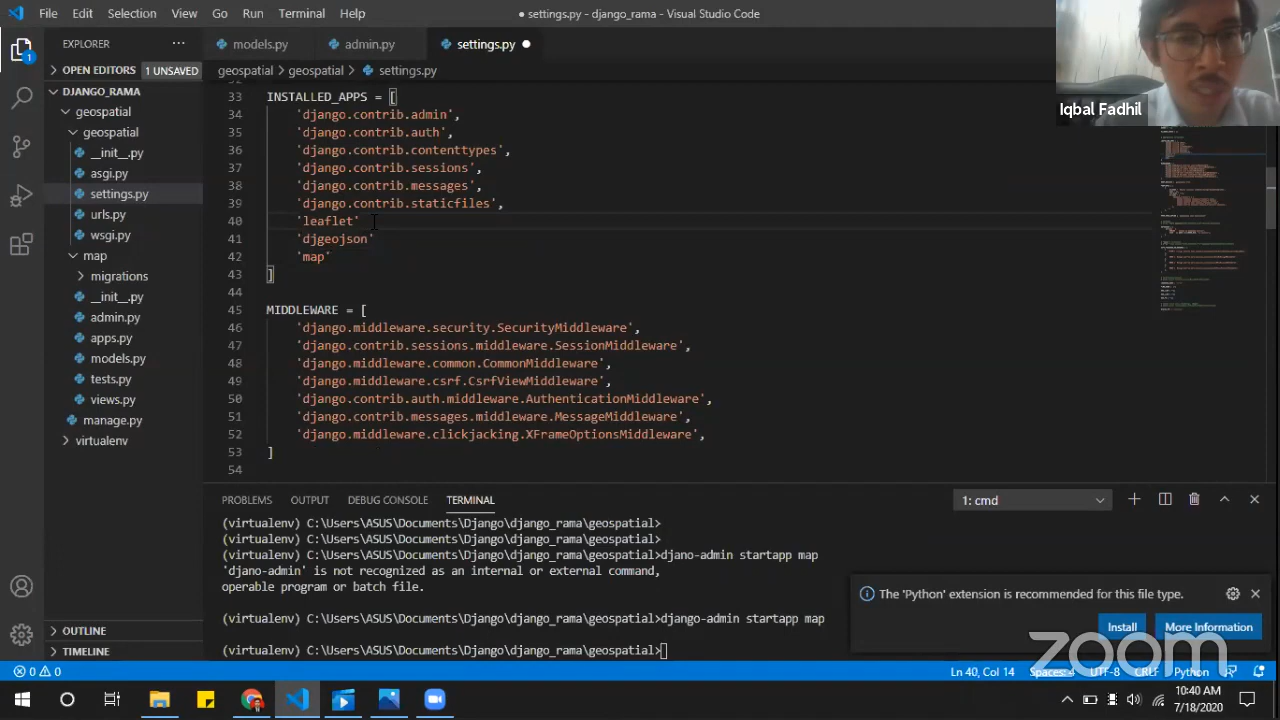 File Edit Selection View Go Run Terminal Help
● settings.py - django_rama - Visual Studio Code
EXPLORER ...
models.py admin.py settings.py ●
Iqbal Fadhil
OPEN EDITORS 1 UNSAVED
geospatial > geospatial > settings.py
DJANGO_RAMA
geospatial
geospatial
__init__.py
asgi.py
settings.py
urls.py
wsgi.py
map
migrations
__init__.py
admin.py
apps.py
models.py
tests.py
views.py
manage.py
virtualenv
OUTLINE
TIMELINE
33 INSTALLED_APPS = [
34 'django.contrib.admin',
35 'django.contrib.auth',
36 'django.contrib.contenttypes',
37 'django.contrib.sessions',
38 'django.contrib.messages',
39 'django.contrib.staticfiles',
40 'leaflet'
41 'djgeojson'
42 'map'
43 ]
44
45 MIDDLEWARE = [
46 'django.middleware.security.SecurityMiddleware',
47 'django.contrib.sessions.middleware.SessionMiddleware',
48 'django.middleware.common.CommonMiddleware',
49 'django.middleware.csrf.CsrfViewMiddleware',
50 'django.contrib.auth.middleware.AuthenticationMiddleware',
51 'django.contrib.messages.middleware.MessageMiddleware',
52 'django.middleware.clickjacking.XFrameOptionsMiddleware',
53 ]
54
PROBLEMS OUTPUT DEBUG CONSOLE TERMINAL 1: cmd
(virtualenv) C:\Users\ASUS\Documents\Django\django_rama\geospatial>
(virtualenv) C:\Users\ASUS\Documents\Django\django_rama\geospatial>
(virtualenv) C:\Users\ASUS\Documents\Django\django_rama\geospatial>djano-admin startapp map
'djano-admin' is not recognized as an internal or external command,
operable program or batch file.
(virtualenv) C:\Users\ASUS\Documents\Django\django_rama\geospatial>django-admin startapp map
(virtualenv) C:\Users\ASUS\Documents\Django\django_rama\geospatial>
The 'Python' extension is recommended for this file type.
Install More Information
zoom
0 0 Ln 40, Col 14 Spaces: 4 UTF-8 CRLF Python
10:40 AM
7/18/2020